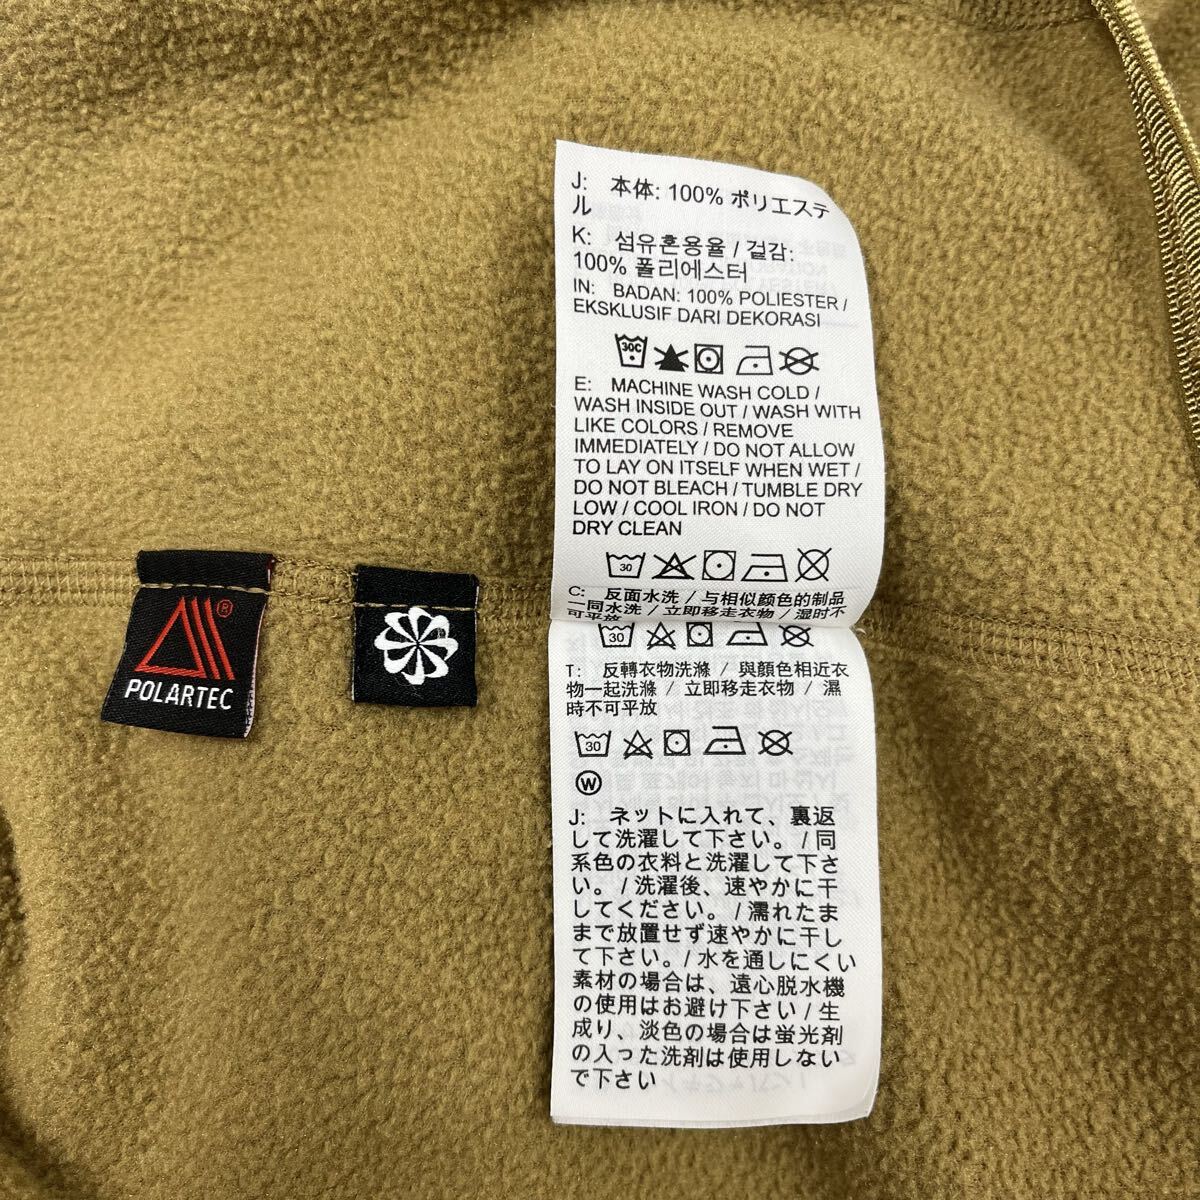 J: 本体: 100% ポリエステ
ル
K: 섬유혼용율 / 겉감:
100% 폴리에스터
IN: BADAN: 100% POLIESTER /
EKSKLUSIF DARI DEKORASI
30C
E: MACHINE WASH COLD /
WASH INSIDE OUT / WASH WITH
LIKE COLORS / REMOVE
IMMEDIATELY / DO NOT ALLOW
TO LAY ON ITSELF WHEN WET /
DO NOT BLEACH / TUMBLE DRY
LOW / COOL IRON / DO NOT
DRY CLEAN
30
C: 反面水洗 / 与相似颜色的制品
一同水洗 / 立即移走衣物 / 湿时不
可平放
30
T: 反轉衣物洗滌 / 與顏色相近衣
物一起洗滌 / 立即移走衣物 / 濕
時不可平放
30
W
J: ネットに入れて、裏返
して洗濯して下さい。/ 同
系色の衣料と洗濯して下さ
い。/ 洗濯後、速やかに干
してください。/ 濡れたま
まで放置せず速やかに干し
て下さい。/ 水を通しにくい
素材の場合は、遠心脱水機
の使用はお避け下さい / 生
成り、淡色の場合は蛍光剤
の入った洗剤は使用しない
で下さい
®
POLARTEC